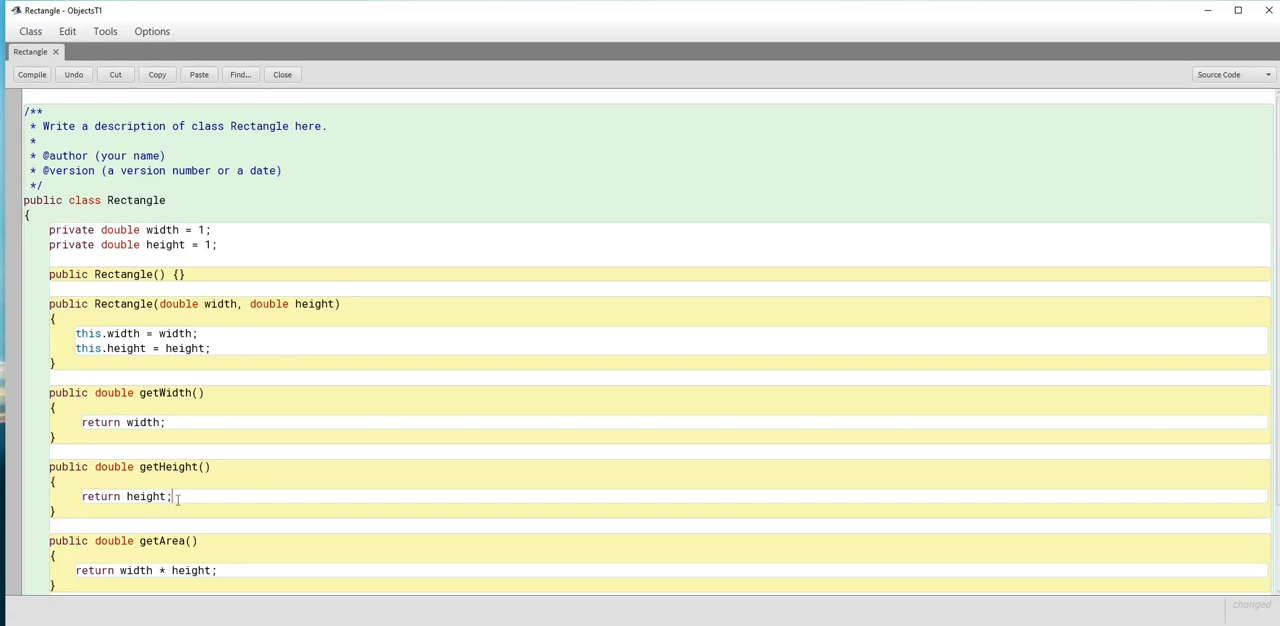 Rectangle - ObjectsT1
Class Edit Tools Options
Rectangle ×
Compile Undo Cut Copy Paste Find... Close Source Code
/**
 * Write a description of class Rectangle here.
 *
 * @author (your name)
 * @version (a version number or a date)
 */
public class Rectangle
{
    private double width = 1;
    private double height = 1;
    public Rectangle() {}
    public Rectangle(double width, double height)
    {
        this.width = width;
        this.height = height;
    }
    public double getWidth()
    {
         return width;
    }
    public double getHeight()
    {
         return height;
    }
    public double getArea()
    {
        return width * height;
    }
changed